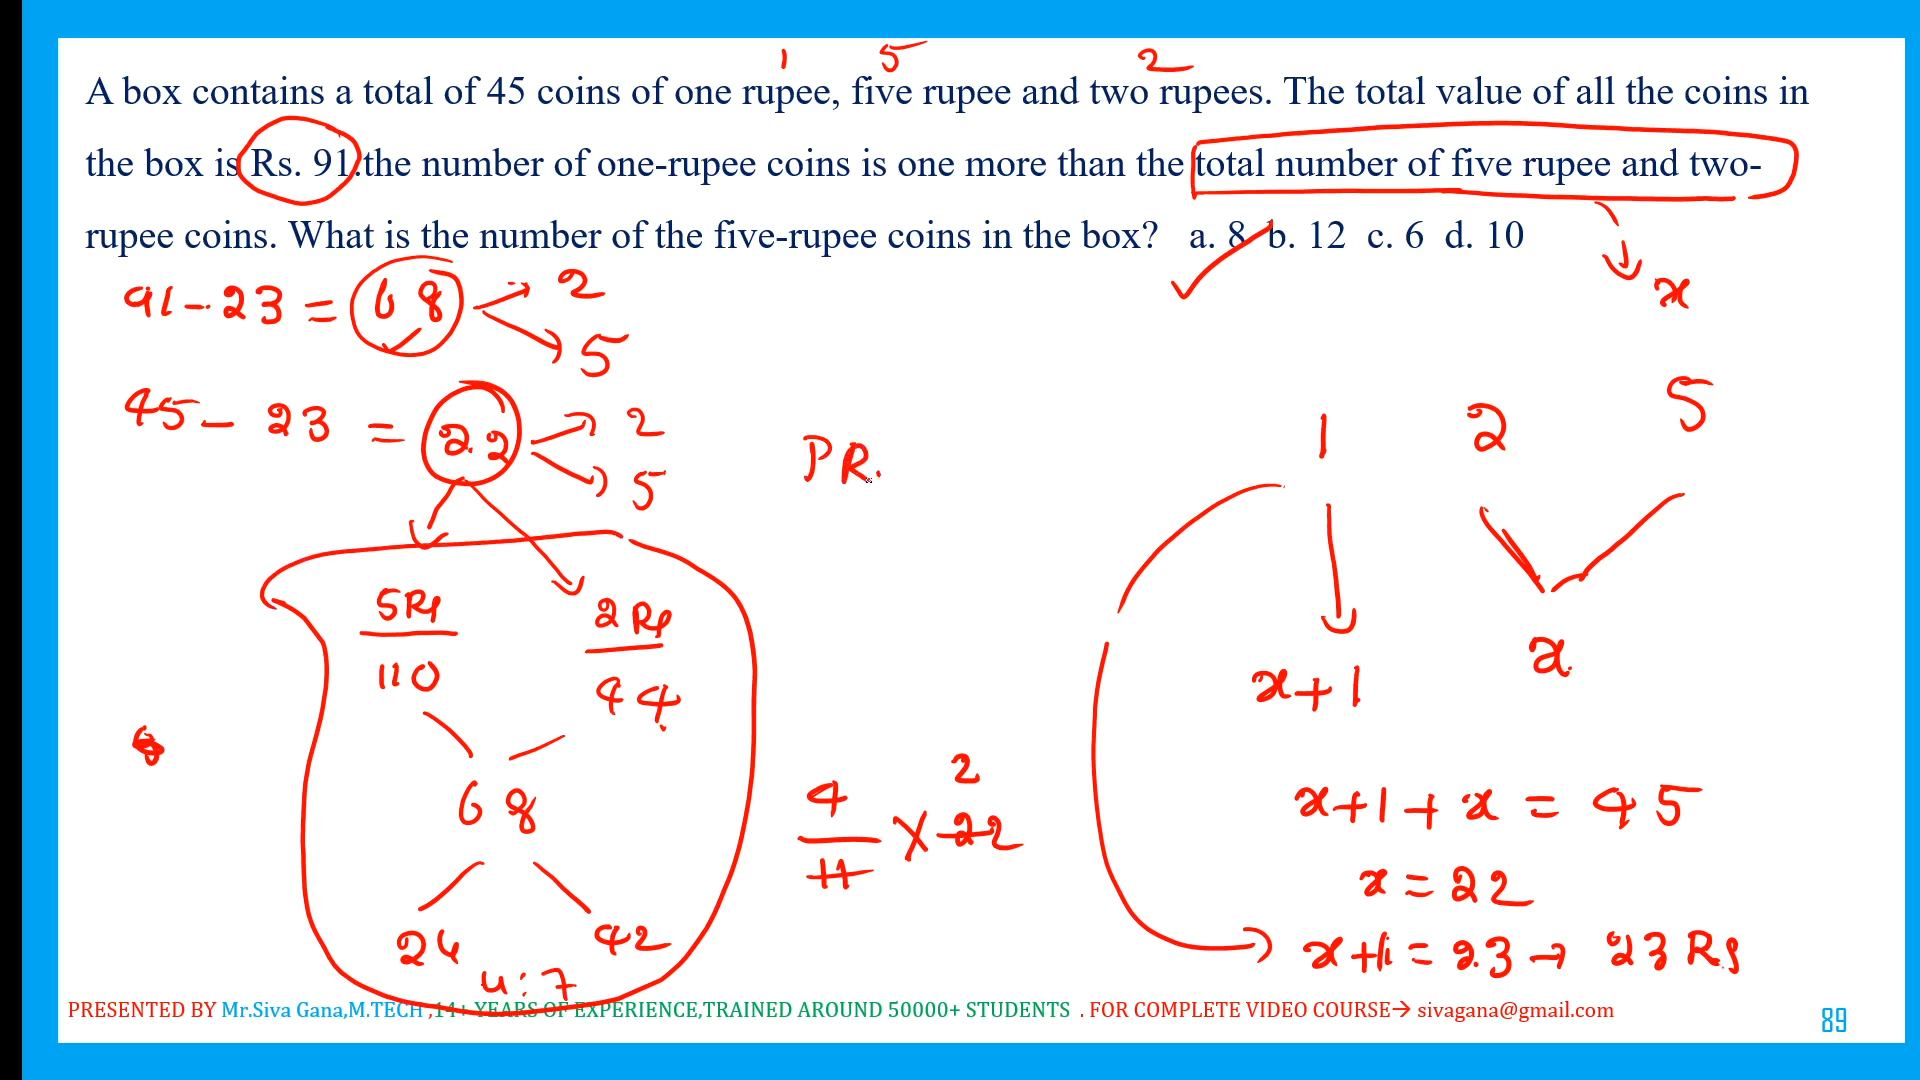 1 5 2
A box contains a total of 45 coins of one rupee, five rupee and two rupees. The total value of all the coins in
the box is Rs. 91.the number of one-rupee coins is one more than the total number of five rupee and two-
rupee coins. What is the number of the five-rupee coins in the box? a. 8 b. 12 c. 6 d. 10
91 - 23 = 68 2
5
45 - 23 = 22 2
5
PR.
5Rs 2Rs
110 44
68
24 42
4:7
4/11 × 22
2
x
1 2 5
x+1 x
x+1+x = 45
x = 22
x+1 = 23 → 23 Rs
PRESENTED BY Mr.Siva Gana,M.TECH ,14+ YEARS OF EXPERIENCE,TRAINED AROUND 50000+ STUDENTS . FOR COMPLETE VIDEO COURSE→ sivagana@gmail.com
89